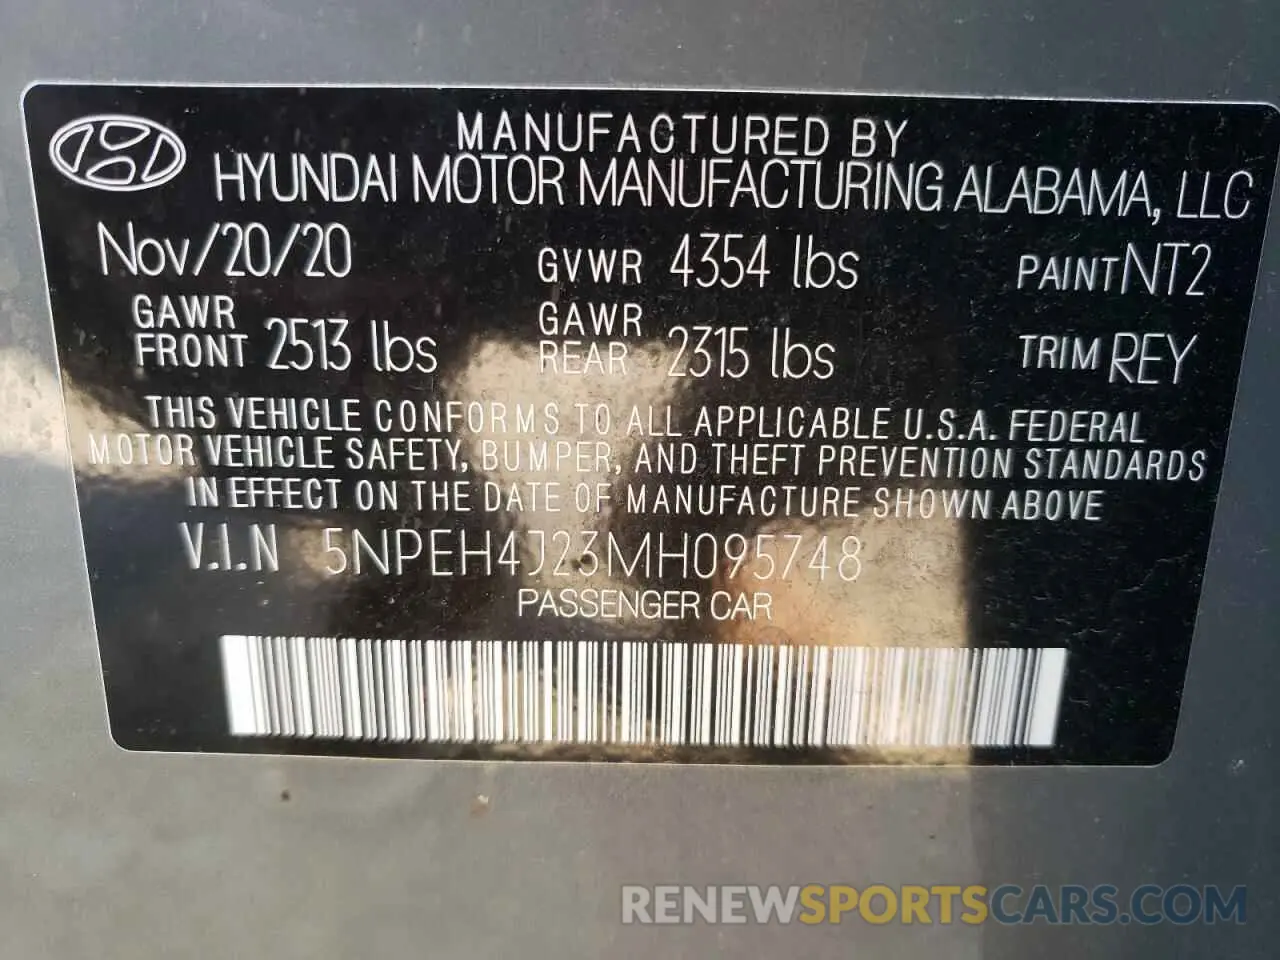 MANUFACTURED BY
HYUNDAI MOTOR MANUFACTURING ALABAMA, LLC
Nov/20/20 GVWR 4354 lbs PAINT NT2
GAWR FRONT 2513 lbs GAWR REAR 2315 lbs TRIM REY
THIS VEHICLE CONFORMS TO ALL APPLICABLE U.S.A. FEDERAL
MOTOR VEHICLE SAFETY, BUMPER, AND THEFT PREVENTION STANDARDS
IN EFFECT ON THE DATE OF MANUFACTURE SHOWN ABOVE
V.I.N 5NPEH4J23MH095748
PASSENGER CAR
RENEWSPORTSCARS.COM